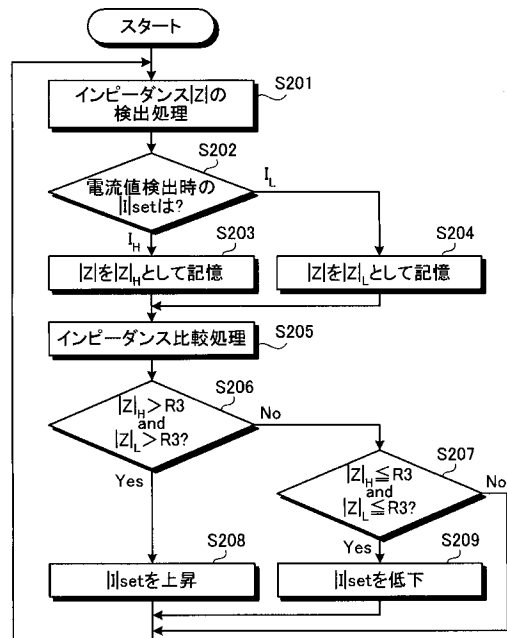 スタート
S201
インピーダンス|Z|の
検出処理
S202
電流値検出時の
|I|setは?
I_L
I_H
S203
|Z|を|Z|_Hとして記憶
S204
|Z|を|Z|_Lとして記憶
S205
インピーダンス比較処理
S206
|Z|_H>R3
and
|Z|_L>R3?
No
Yes
S207
|Z|_H≦R3
and
|Z|_L≦R3?
No
Yes
S208
|I|setを上昇
S209
|I|setを低下